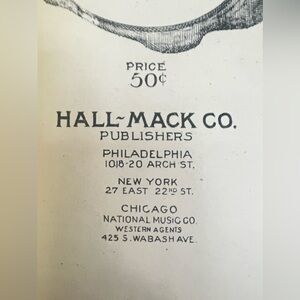 PRICE
50¢
HALL-MACK CO.
PUBLISHERS
PHILADELPHIA
1018-20 ARCH ST.
NEW YORK
27 EAST 22ND ST.
CHICAGO
NATIONAL MUSIC CO.
WESTERN AGENTS
425 S. WABASH AVE.